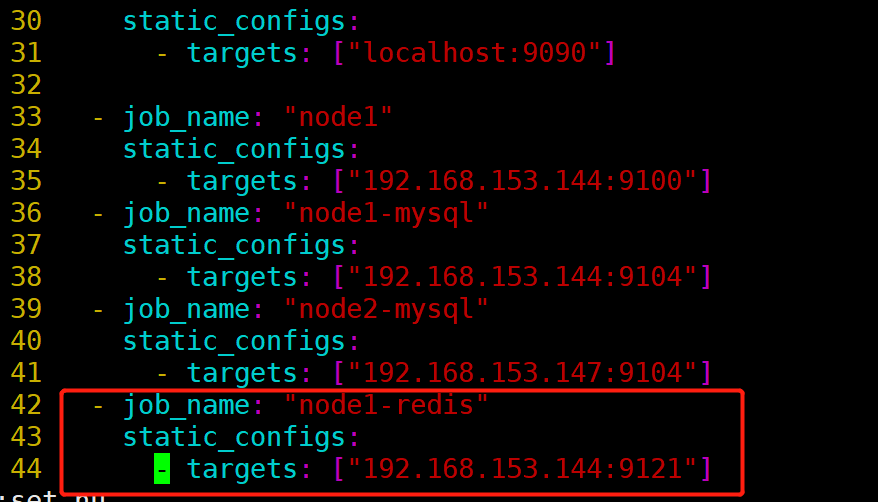 30     static_configs:
31       - targets: ["localhost:9090"]
32
33   - job_name: "node1"
34     static_configs:
35       - targets: ["192.168.153.144:9100"]
36   - job_name: "node1-mysql"
37     static_configs:
38       - targets: ["192.168.153.144:9104"]
39   - job_name: "node2-mysql"
40     static_configs:
41       - targets: ["192.168.153.147:9104"]
42   - job_name: "node1-redis"
43     static_configs:
44       - targets: ["192.168.153.144:9121"]
:set nu